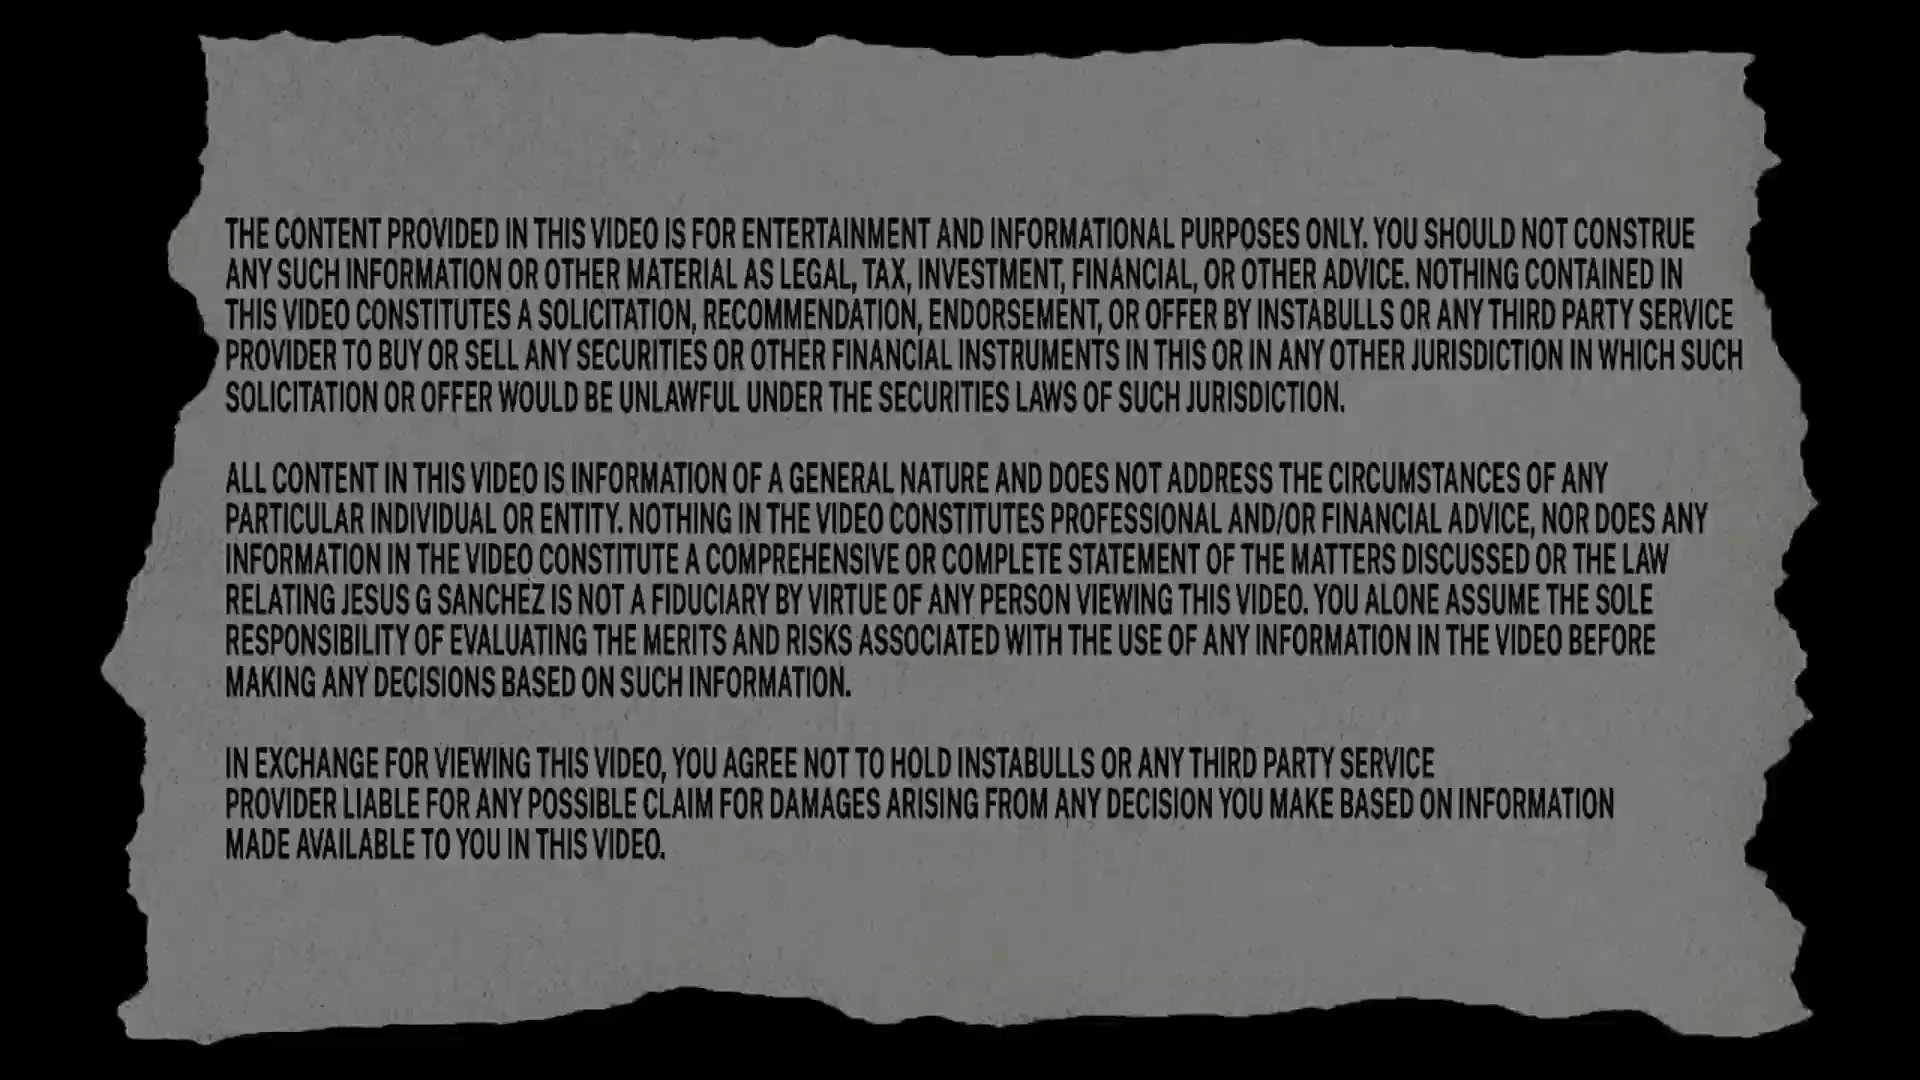 THE CONTENT PROVIDED IN THIS VIDEO IS FOR ENTERTAINMENT AND INFORMATIONAL PURPOSES ONLY. YOU SHOULD NOT CONSTRUE
ANY SUCH INFORMATION OR OTHER MATERIAL AS LEGAL, TAX, INVESTMENT, FINANCIAL, OR OTHER ADVICE. NOTHING CONTAINED IN
THIS VIDEO CONSTITUTES A SOLICITATION, RECOMMENDATION, ENDORSEMENT, OR OFFER BY INSTABULLS OR ANY THIRD PARTY SERVICE
PROVIDER TO BUY OR SELL ANY SECURITIES OR OTHER FINANCIAL INSTRUMENTS IN THIS OR IN ANY OTHER JURISDICTION IN WHICH SUCH
SOLICITATION OR OFFER WOULD BE UNLAWFUL UNDER THE SECURITIES LAWS OF SUCH JURISDICTION.
ALL CONTENT IN THIS VIDEO IS INFORMATION OF A GENERAL NATURE AND DOES NOT ADDRESS THE CIRCUMSTANCES OF ANY
PARTICULAR INDIVIDUAL OR ENTITY. NOTHING IN THE VIDEO CONSTITUTES PROFESSIONAL AND/OR FINANCIAL ADVICE, NOR DOES ANY
INFORMATION IN THE VIDEO CONSTITUTE A COMPREHENSIVE OR COMPLETE STATEMENT OF THE MATTERS DISCUSSED OR THE LAW
RELATING JESUS G SANCHEZ IS NOT A FIDUCIARY BY VIRTUE OF ANY PERSON VIEWING THIS VIDEO. YOU ALONE ASSUME THE SOLE
RESPONSIBILITY OF EVALUATING THE MERITS AND RISKS ASSOCIATED WITH THE USE OF ANY INFORMATION IN THE VIDEO BEFORE
MAKING ANY DECISIONS BASED ON SUCH INFORMATION.
IN EXCHANGE FOR VIEWING THIS VIDEO, YOU AGREE NOT TO HOLD INSTABULLS OR ANY THIRD PARTY SERVICE
PROVIDER LIABLE FOR ANY POSSIBLE CLAIM FOR DAMAGES ARISING FROM ANY DECISION YOU MAKE BASED ON INFORMATION
MADE AVAILABLE TO YOU IN THIS VIDEO.